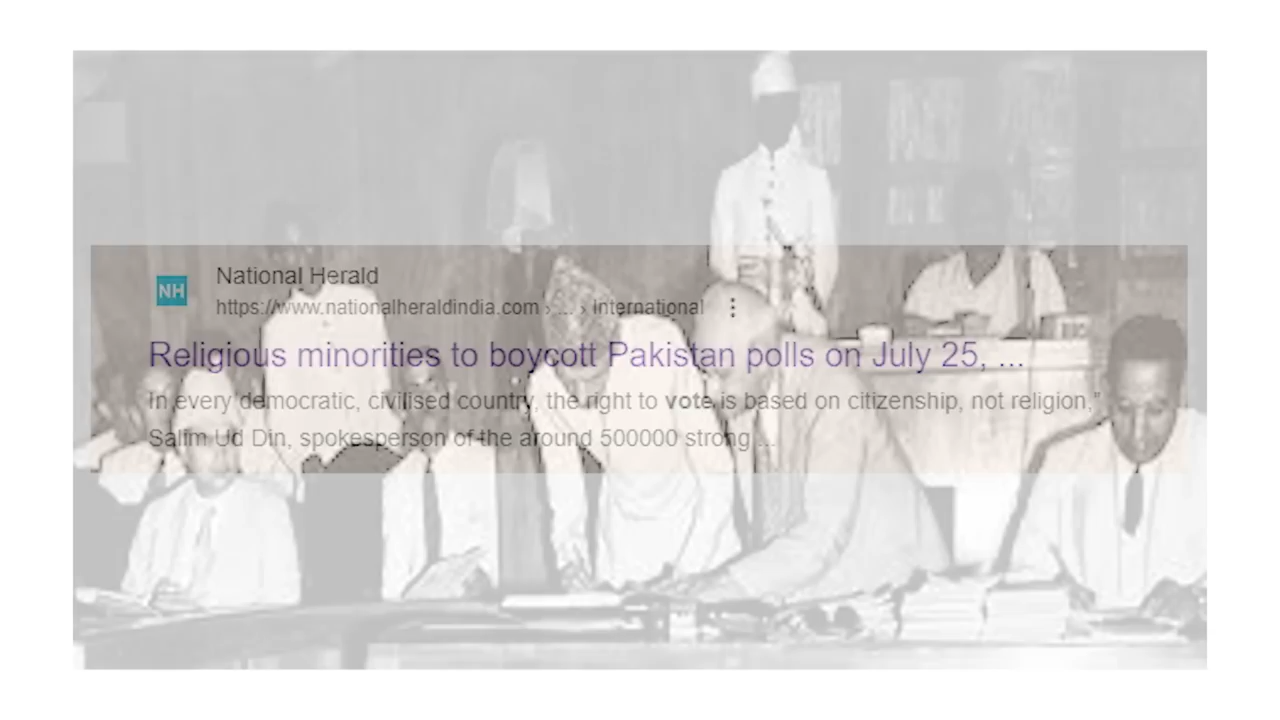 NH
National Herald
https://www.nationalheraldindia.com › ... › International
Religious minorities to boycott Pakistan polls on July 25, ...
In every democratic, civilised country, the right to vote is based on citizenship, not religion,"
Salim Ud Din, spokesperson of the around 500000 strong ...